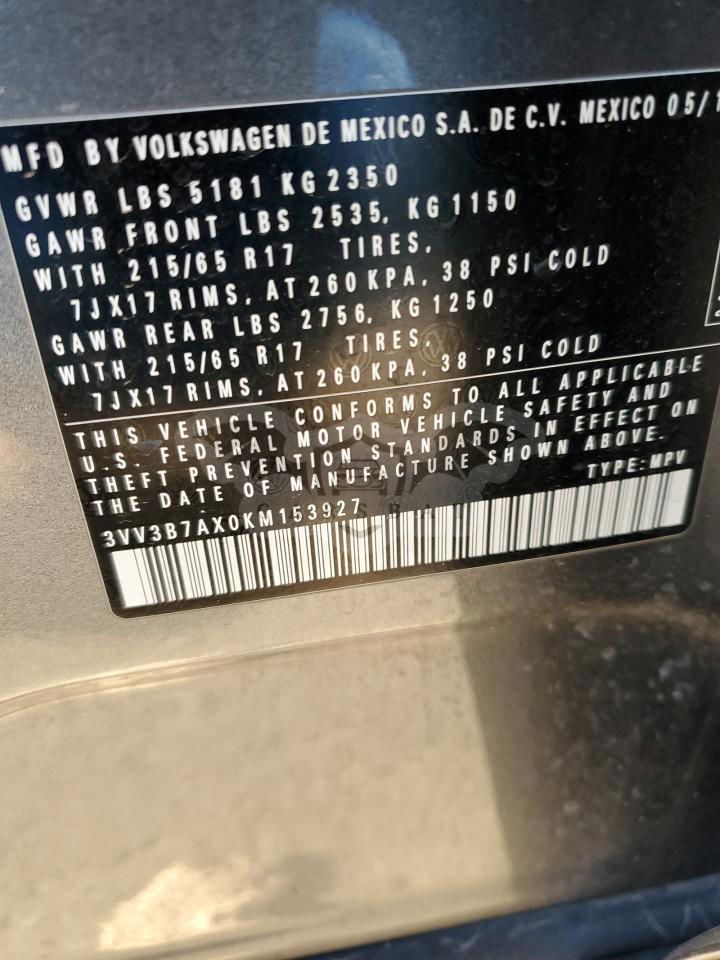 MFD BY VOLKSWAGEN DE MEXICO S.A. DE C.V. MEXICO 05/1
GVWR LBS 5181 KG 2350
GAWR FRONT LBS 2535, KG 1150
WITH 215/65 R17 TIRES,
7JX17 RIMS, AT 260 KPA, 38 PSI COLD
GAWR REAR LBS 2756, KG 1250
WITH 215/65 R17 TIRES,
7JX17 RIMS, AT 260 KPA, 38 PSI COLD
THIS VEHICLE CONFORMS TO ALL APPLICABLE
U.S. FEDERAL MOTOR VEHICLE SAFETY AND
THEFT PREVENTION STANDARDS IN EFFECT ON
THE DATE OF MANUFACTURE SHOWN ABOVE.
3VV3B7AX0KM153927 TYPE: MPV